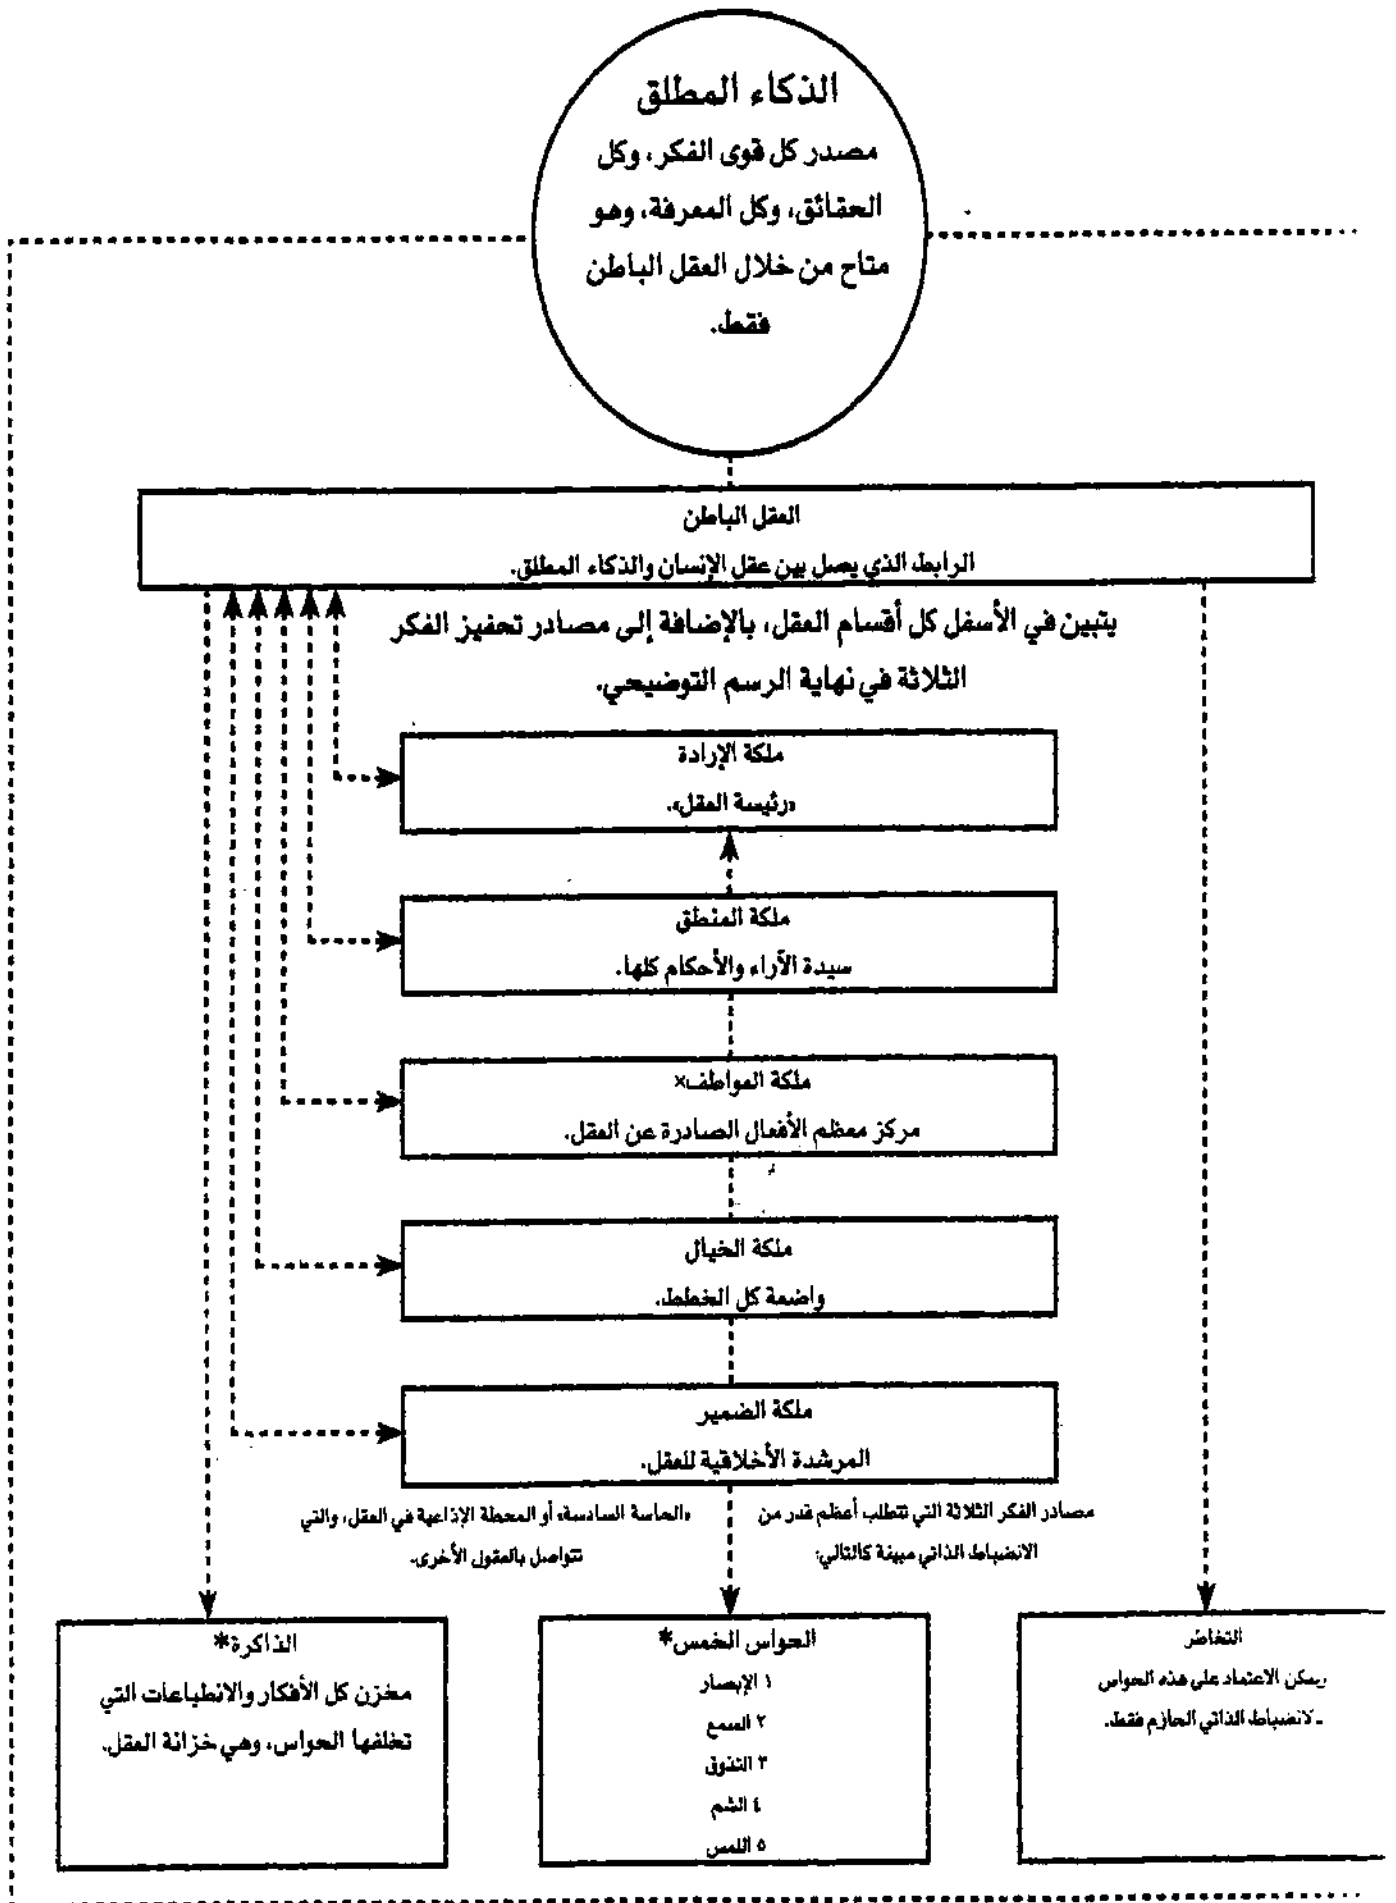 الذكاء المطلق
مصدر كل قوى الفكر، وكل
الحقائق، وكل المعرفة، وهو
متاح من خلال العقل الباطن
فقط.
العقل الباطن
الرابط الذي يصل بين عقل الإنسان والذكاء المطلق.
يتبين في الأسفل كل أقسام العقل، بالإضافة إلى مصادر تحفيز الفكر
الثلاثة في نهاية الرسم التوضيحي.
ملكة الإرادة
«رئيسة العقل».
ملكة المنطق
سيدة الآراء والأحكام كلها.
ملكة العواطف×
مركز معظم الأفعال الصادرة عن العقل.
ملكة الخيال
واضعة كل الخطط.
ملكة الضمير
المرشدة الأخلاقية للعقل.
مصادر الفكر الثلاثة التي تتطلب أعظم قدر من
الانضباط الذاتي مبينة كالتالي:
«الحاسة السادسة» أو المحطة الإذاعية في العقل، والتي
تتواصل بالعقول الأخرى.
التخاطر
يمكن الاعتماد على هذه الحواس
لانضباط الذاتي الحازم فقط.
الحواس الخمس*
١ الإبصار
٢ السمع
٣ التذوق
٤ الشم
٥ اللمس
الذاكرة*
مخزن كل الأفكار والانطباعات التي
تخلفها الحواس، وهي خزانة العقل.